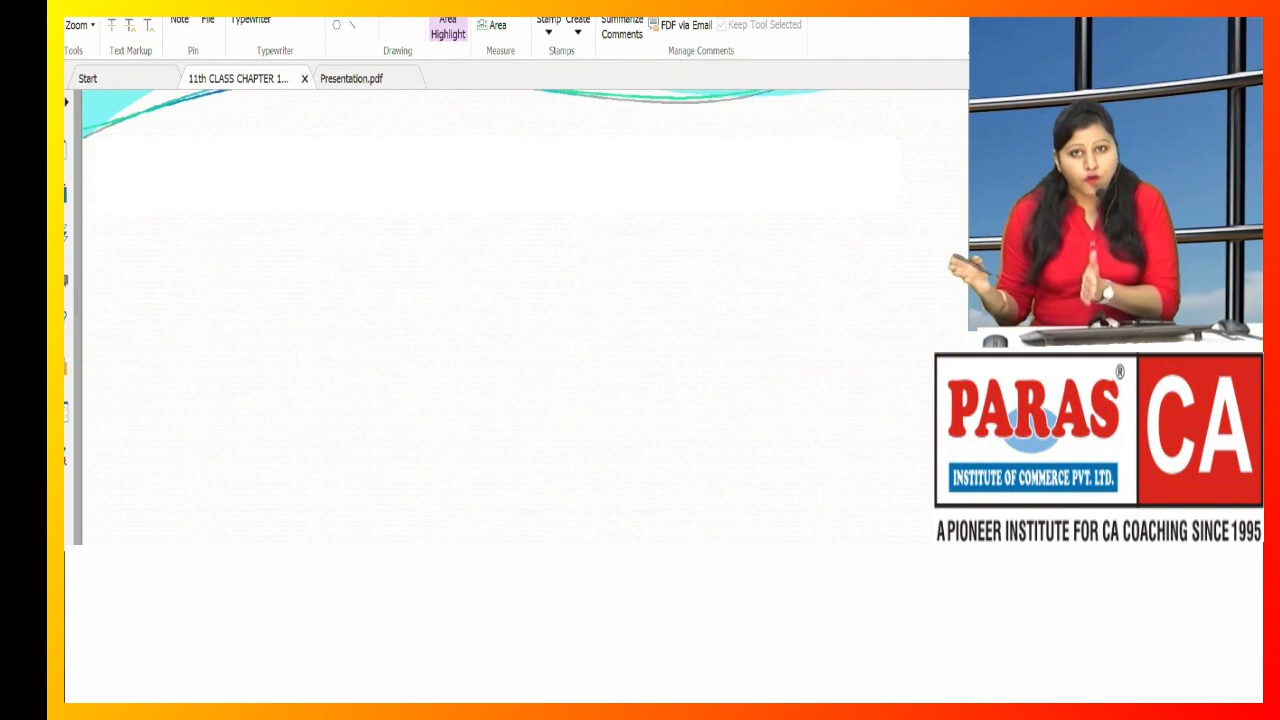 Note File Typewriter Area Stamp Create Summarize
Zoom Highlight Area Comments FDF via Email Keep Tool Selected
Tools Text Markup Pin Typewriter Drawing Measure Stamps Manage Comments
Start 11th CLASS CHAPTER 1... Presentation.pdf
PARAS ®
CA
INSTITUTE OF COMMERCE PVT. LTD.
A PIONEER INSTITUTE FOR CA COACHING SINCE 1995